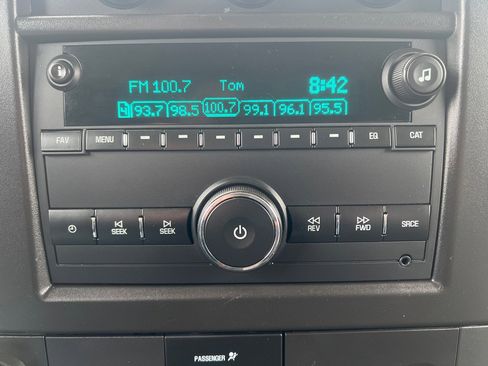 FM 100.7 Tom 8:42
4 93.7 98.5 100.7 99.1 96.1 95.5
FAV MENU EQ CAT
SEEK SEEK REV FWD SRCE
PASSENGER